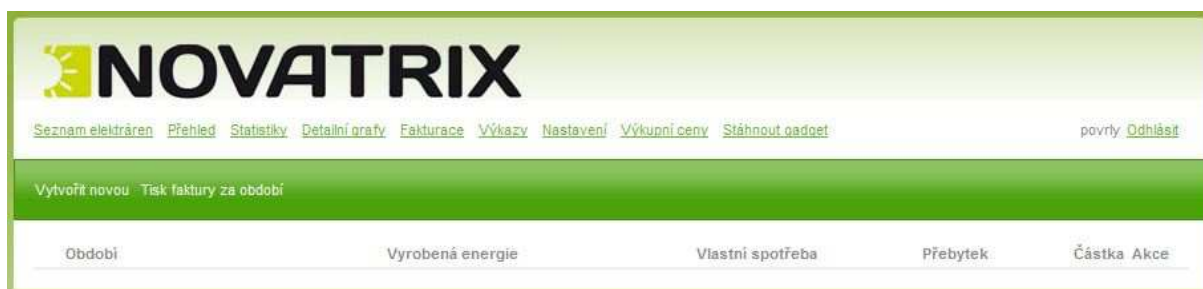 NOVATRIX
Seznam elektráren Přehled Statistiky Detailní grafy Fakturace Výkazy Nastavení Výkupní ceny Stáhnout gadget povrly Odhlásit
Vytvořit novou Tisk faktury za období
Období Vyrobená energie Vlastní spotřeba Přebytek Částka Akce